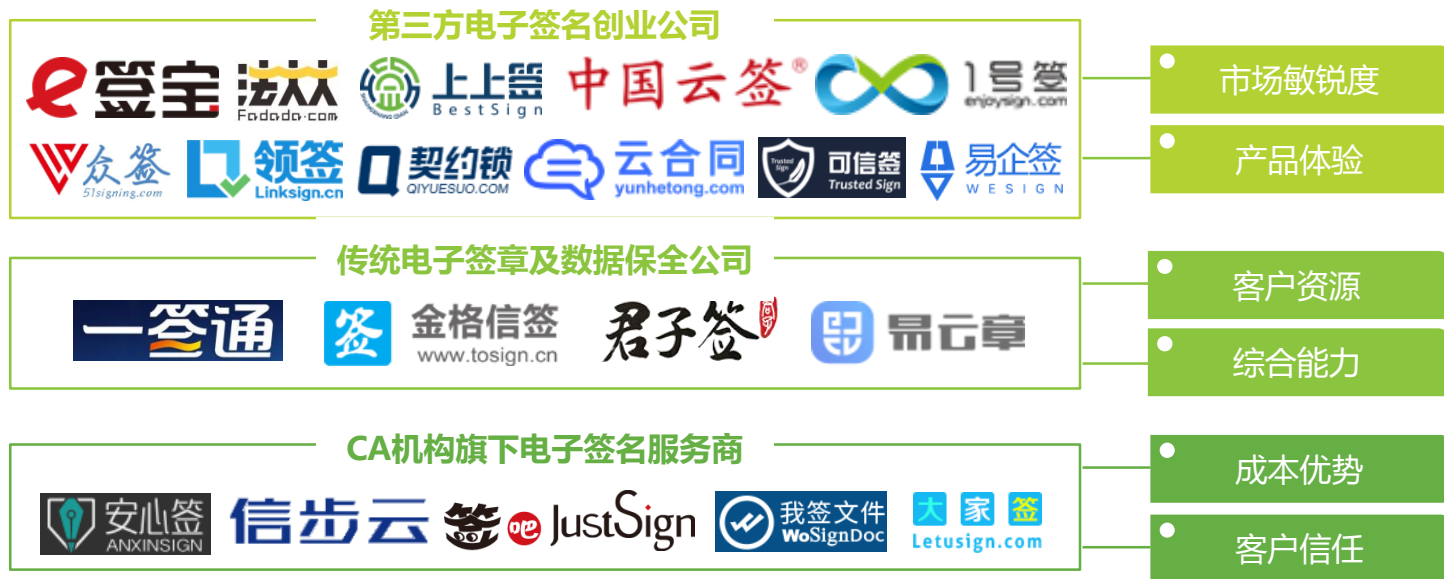 第三方电子签名创业公司
e签宝
法大大
Fadada.com
上上签
BestSign
中国云签®
1号签
enjoysign.com
市场敏锐度
众签
51signing.com
领签
Linksign.cn
契约锁
QIYUESUO.COM
云合同
yunhetong.com
Trusted
Sign
可信签
Trusted Sign
易企签
WESIGN
产品体验
传统电子签章及数据保全公司
一签通
签
金格信签
www.tosign.cn
君子签
易云章
客户资源
综合能力
CA机构旗下电子签名服务商
安心签
ANXINSIGN
信步云
签吧
JustSign
我签文件
WoSignDoc
大家签
Letusign.com
成本优势
客户信任